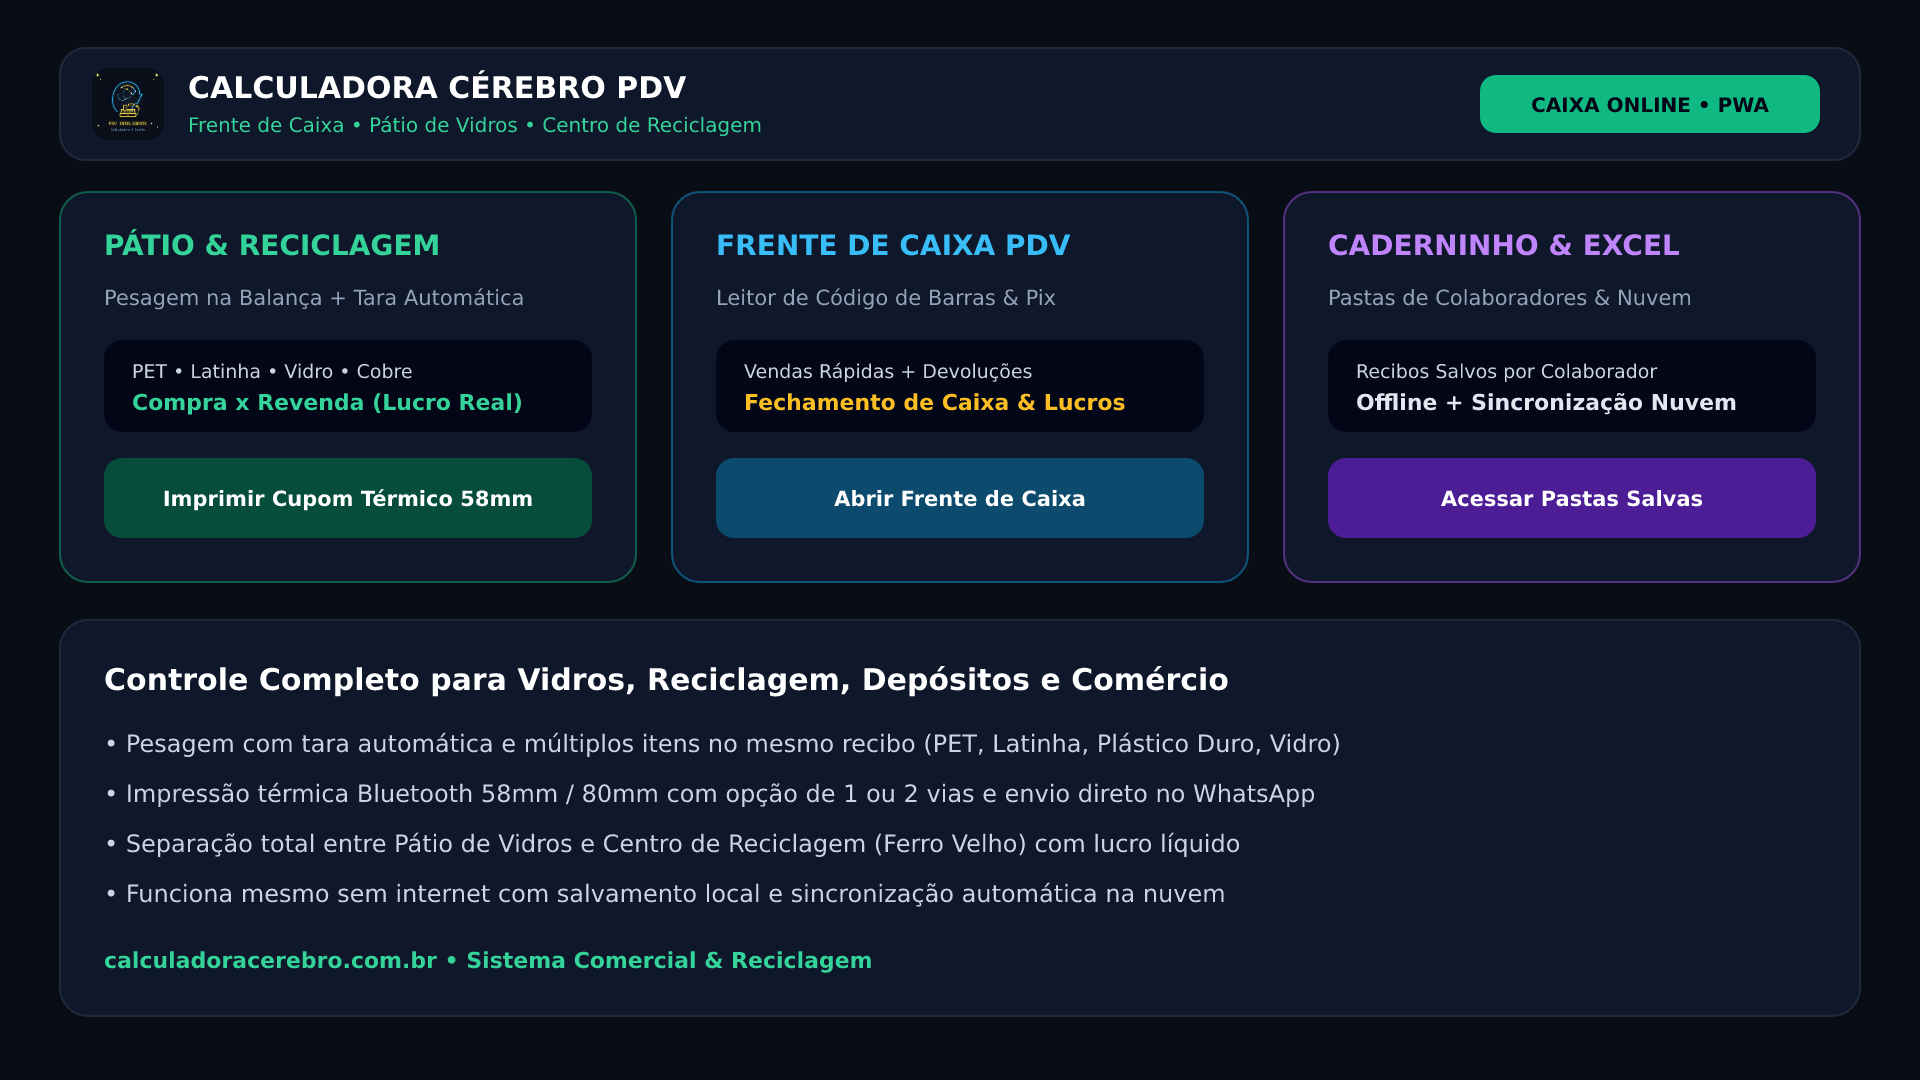 CALCULADORA CÉREBRO PDV
Frente de Caixa • Pátio de Vidros • Centro de Reciclagem
PDV INTELIGENTE
CAIXA ONLINE • PWA
PÁTIO & RECICLAGEM
Pesagem na Balança + Tara Automática
PET • Latinha • Vidro • Cobre
Compra x Revenda (Lucro Real)
Imprimir Cupom Térmico 58mm
FRENTE DE CAIXA PDV
Leitor de Código de Barras & Pix
Vendas Rápidas + Devoluções
Fechamento de Caixa & Lucros
Abrir Frente de Caixa
CADERNINHO & EXCEL
Pastas de Colaboradores & Nuvem
Recibos Salvos por Colaborador
Offline + Sincronização Nuvem
Acessar Pastas Salvas
Controle Completo para Vidros, Reciclagem, Depósitos e Comércio
• Pesagem com tara automática e múltiplos itens no mesmo recibo (PET, Latinha, Plástico Duro, Vidro)
• Impressão térmica Bluetooth 58mm / 80mm com opção de 1 ou 2 vias e envio direto no WhatsApp
• Separação total entre Pátio de Vidros e Centro de Reciclagem (Ferro Velho) com lucro líquido
• Funciona mesmo sem internet com salvamento local e sincronização automática na nuvem
calculadoracerebro.com.br • Sistema Comercial & Reciclagem